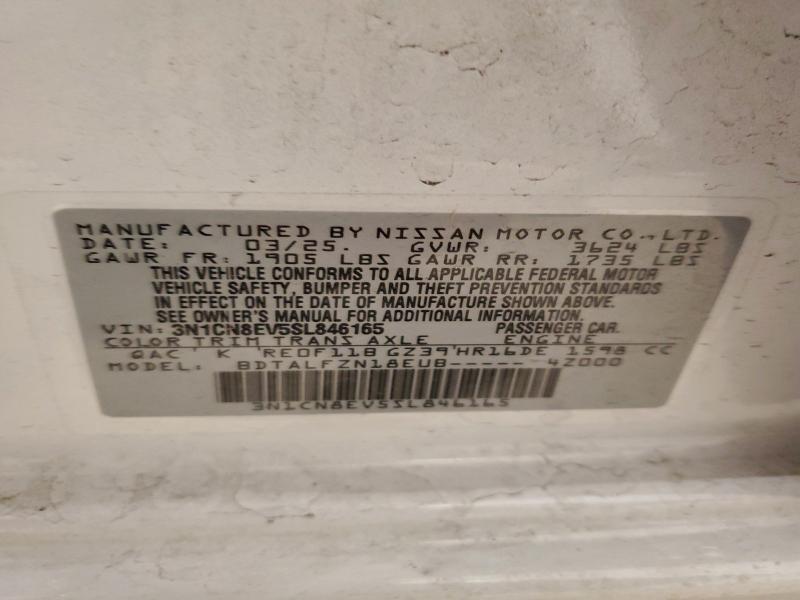 MANUFACTURED BY NISSAN MOTOR CO., LTD.
DATE: 03/25. GVWR: 3624 LBS
GAWR FR: 1905 LBS GAWR RR: 1735 LBS
THIS VEHICLE CONFORMS TO ALL APPLICABLE FEDERAL MOTOR
VEHICLE SAFETY, BUMPER AND THEFT PREVENTION STANDARDS
IN EFFECT ON THE DATE OF MANUFACTURE SHOWN ABOVE.
SEE OWNER'S MANUAL FOR ADDITIONAL INFORMATION.
VIN: 3N1CN8EV5SL846165 PASSENGER CAR.
COLOR TRIM TRANS AXLE ENGINE
QAC K RE0F11B GZ39 HR16DE 1598 CC
MODEL: BDTALFZN18EUB-----4Z000
3N1CN8EV5SL846165